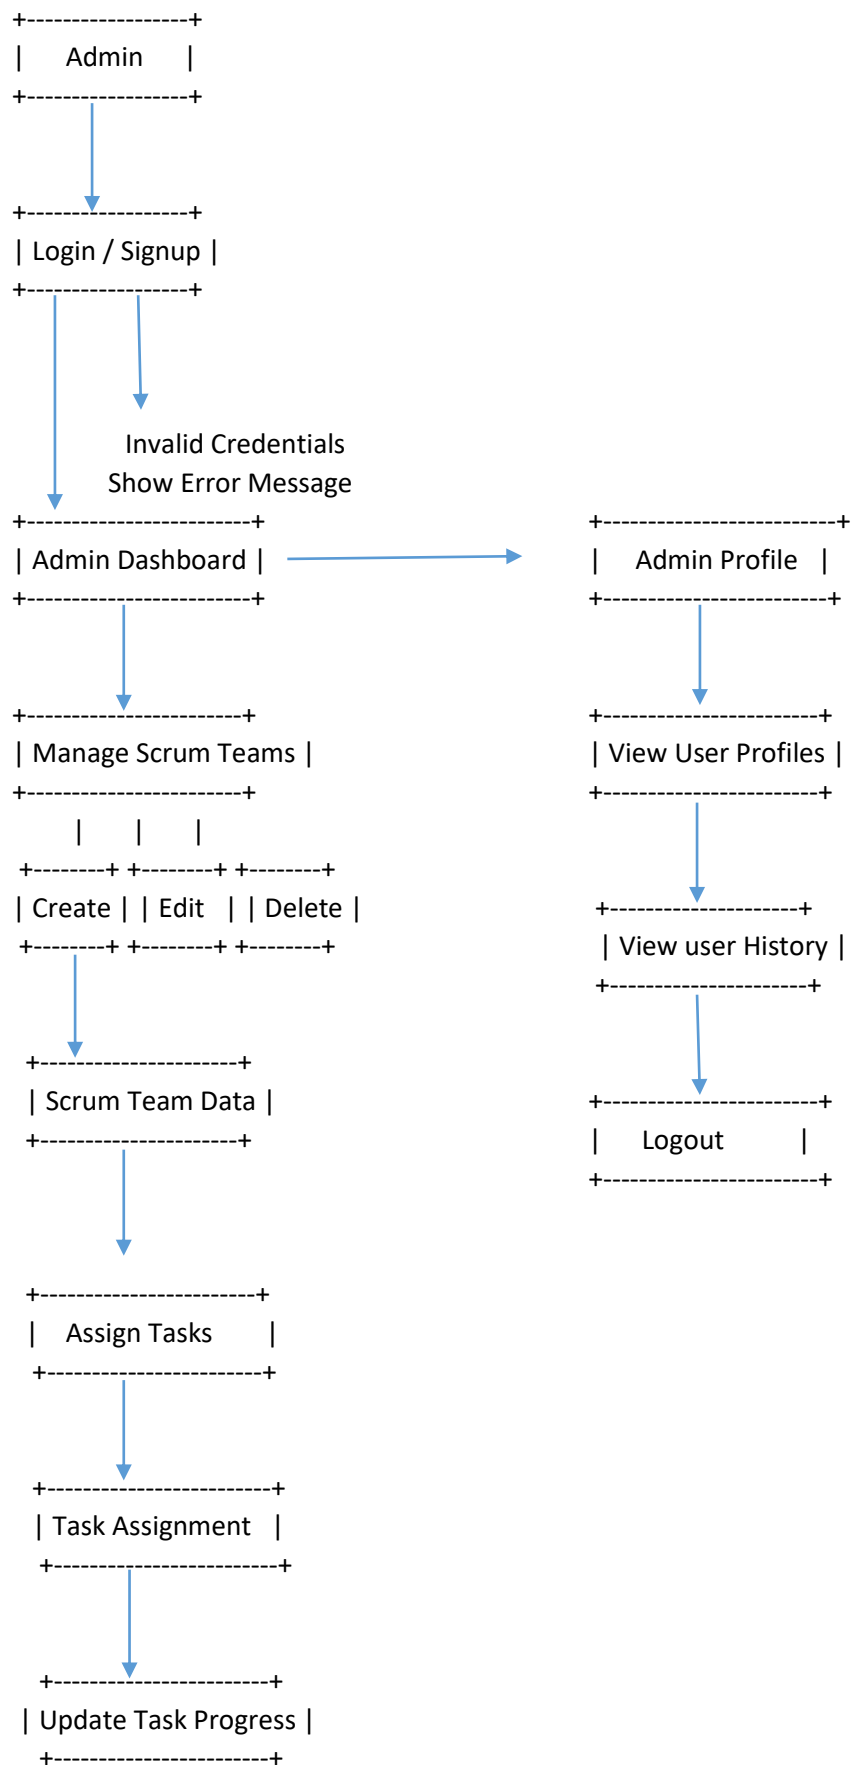 +------------------+
| Admin |
+------------------+
+------------------+
| Login / Signup |
+------------------+
Invalid Credentials
Show Error Message
+-------------------------+
| Admin Dashboard |
+-------------------------+
+------------------------+
| Manage Scrum Teams |
+------------------------+
| | |
+--------+ +--------+ +--------+
| Create | | Edit | | Delete |
+--------+ +--------+ +--------+
+----------------------+
| Scrum Team Data |
+----------------------+
+------------------------+
| Assign Tasks |
+------------------------+
+-------------------------+
| Task Assignment |
+-------------------------+
+-------------------------+
| Update Task Progress |
+------------------------+
+--------------------------+
| Admin Profile |
+-------------------------+
+------------------------+
| View User Profiles |
+------------------------+
+---------------------+
| View user History |
+----------------------+
+------------------------+
| Logout |
+------------------------+